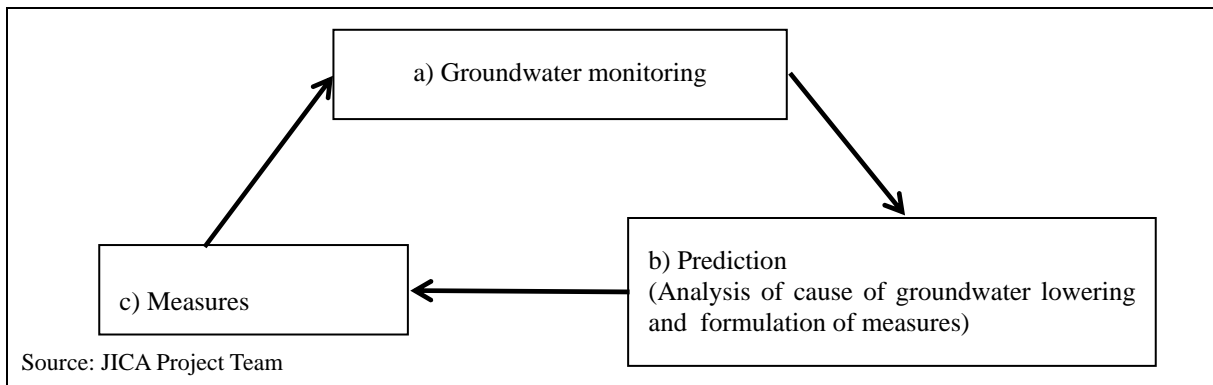 a) Groundwater monitoring
b) Prediction
(Analysis of cause of groundwater lowering
and formulation of measures)
c) Measures
Source: JICA Project Team